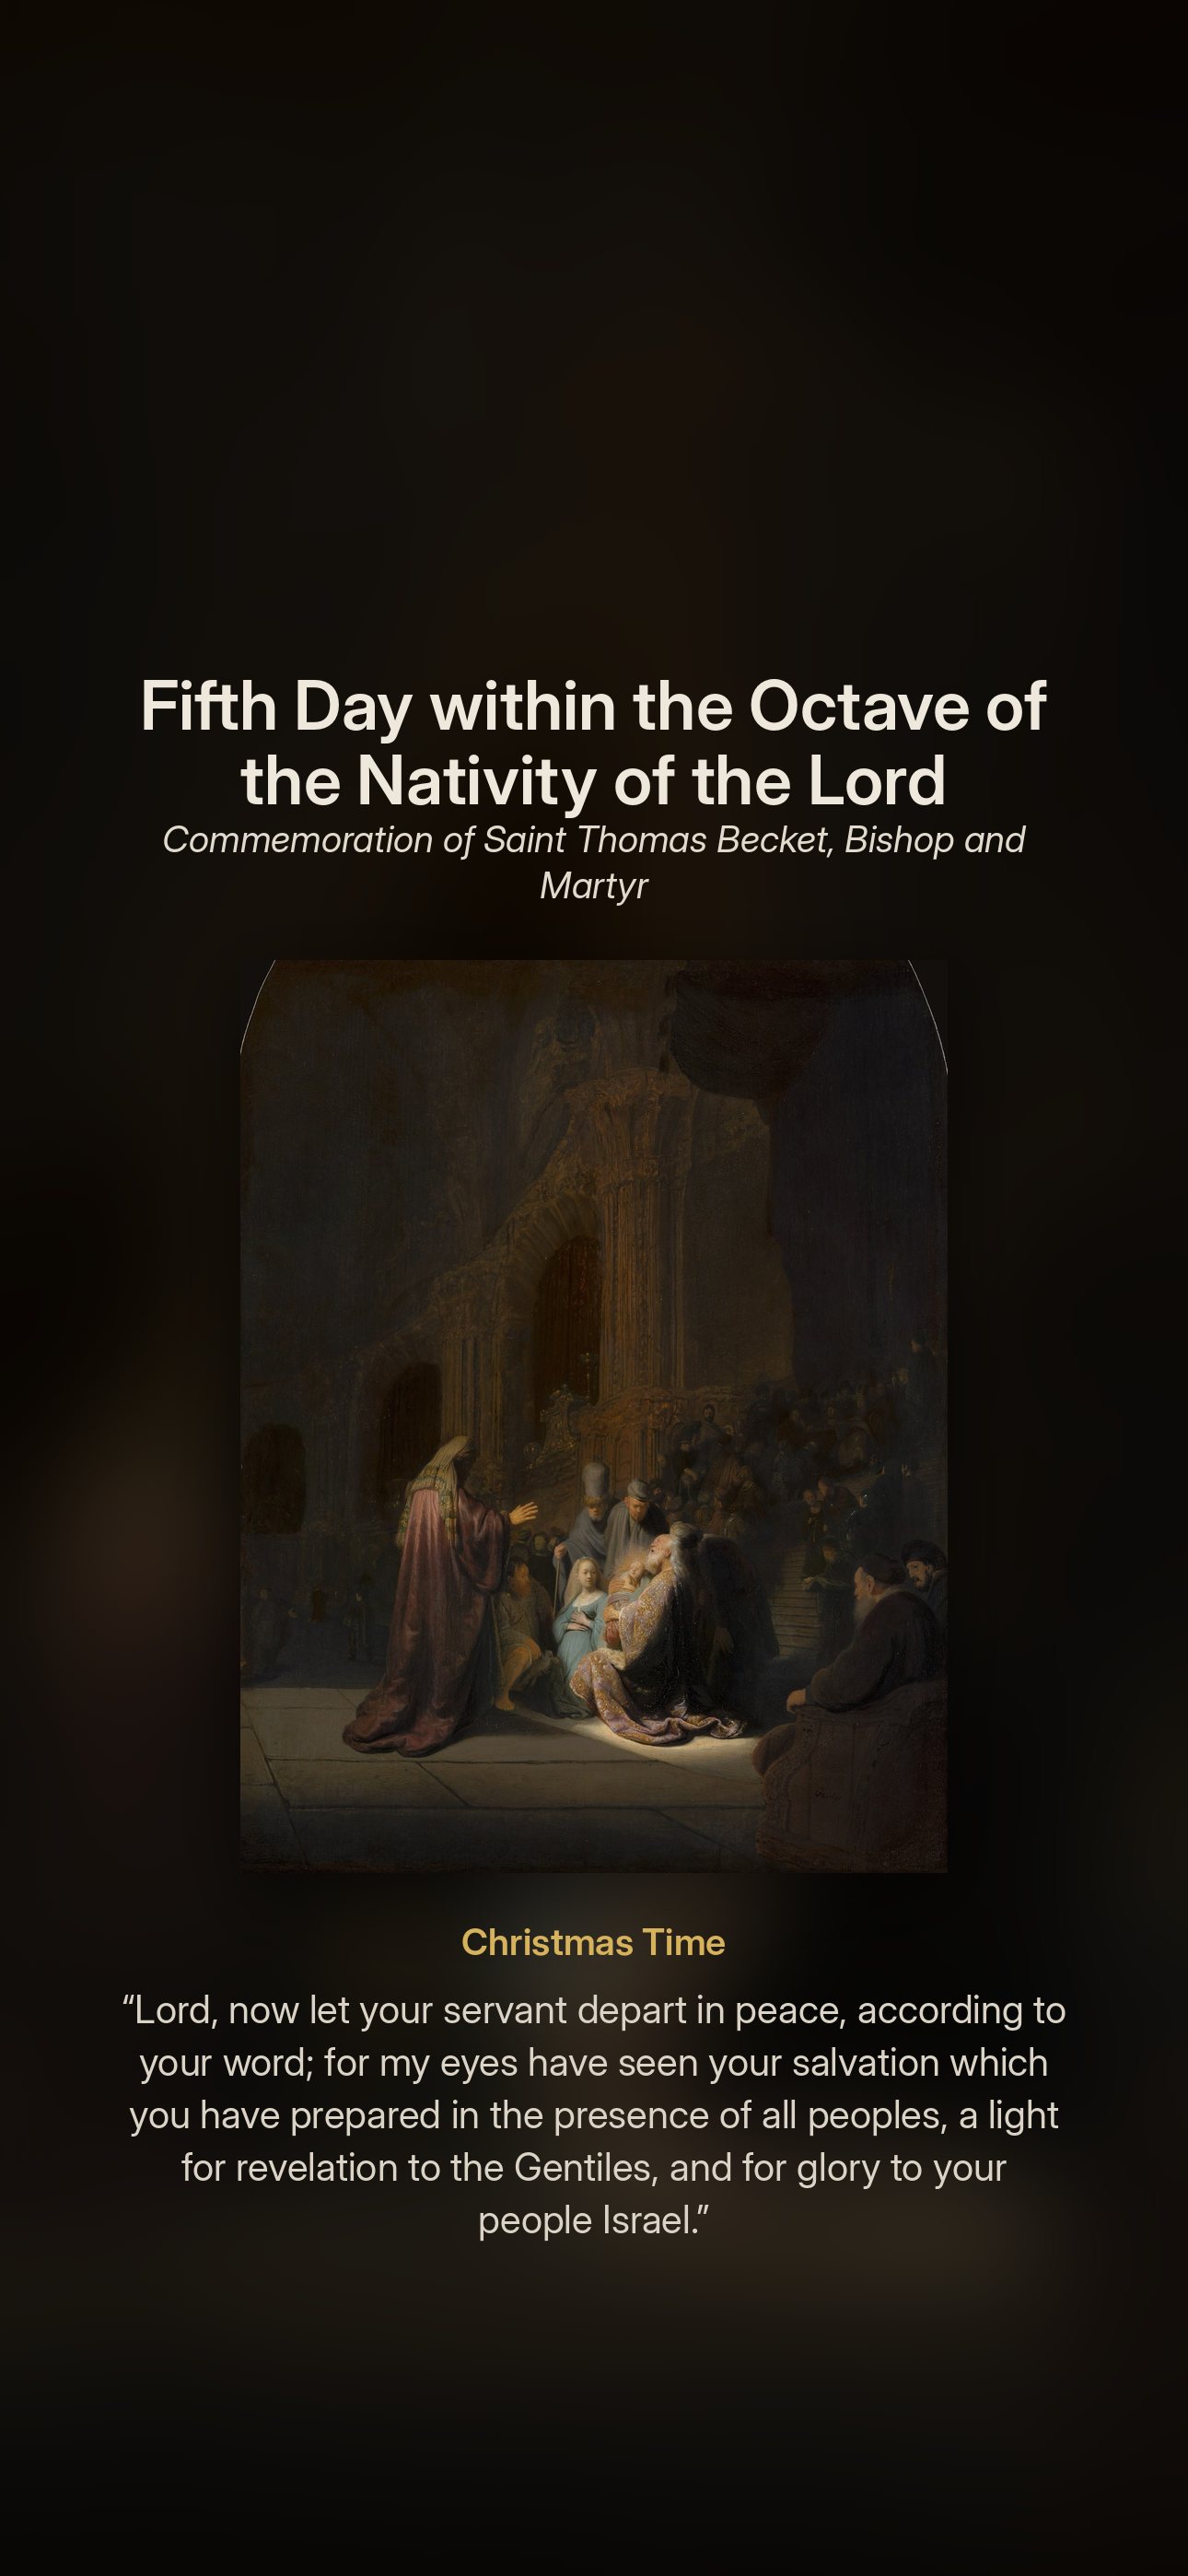 Fifth Day within the Octave of
the Nativity of the Lord
Commemoration of Saint Thomas Becket, Bishop and
Martyr
Christmas Time
“Lord, now let your servant depart in peace, according to
your word; for my eyes have seen your salvation which
you have prepared in the presence of all peoples, a light
for revelation to the Gentiles, and for glory to your
people Israel.”